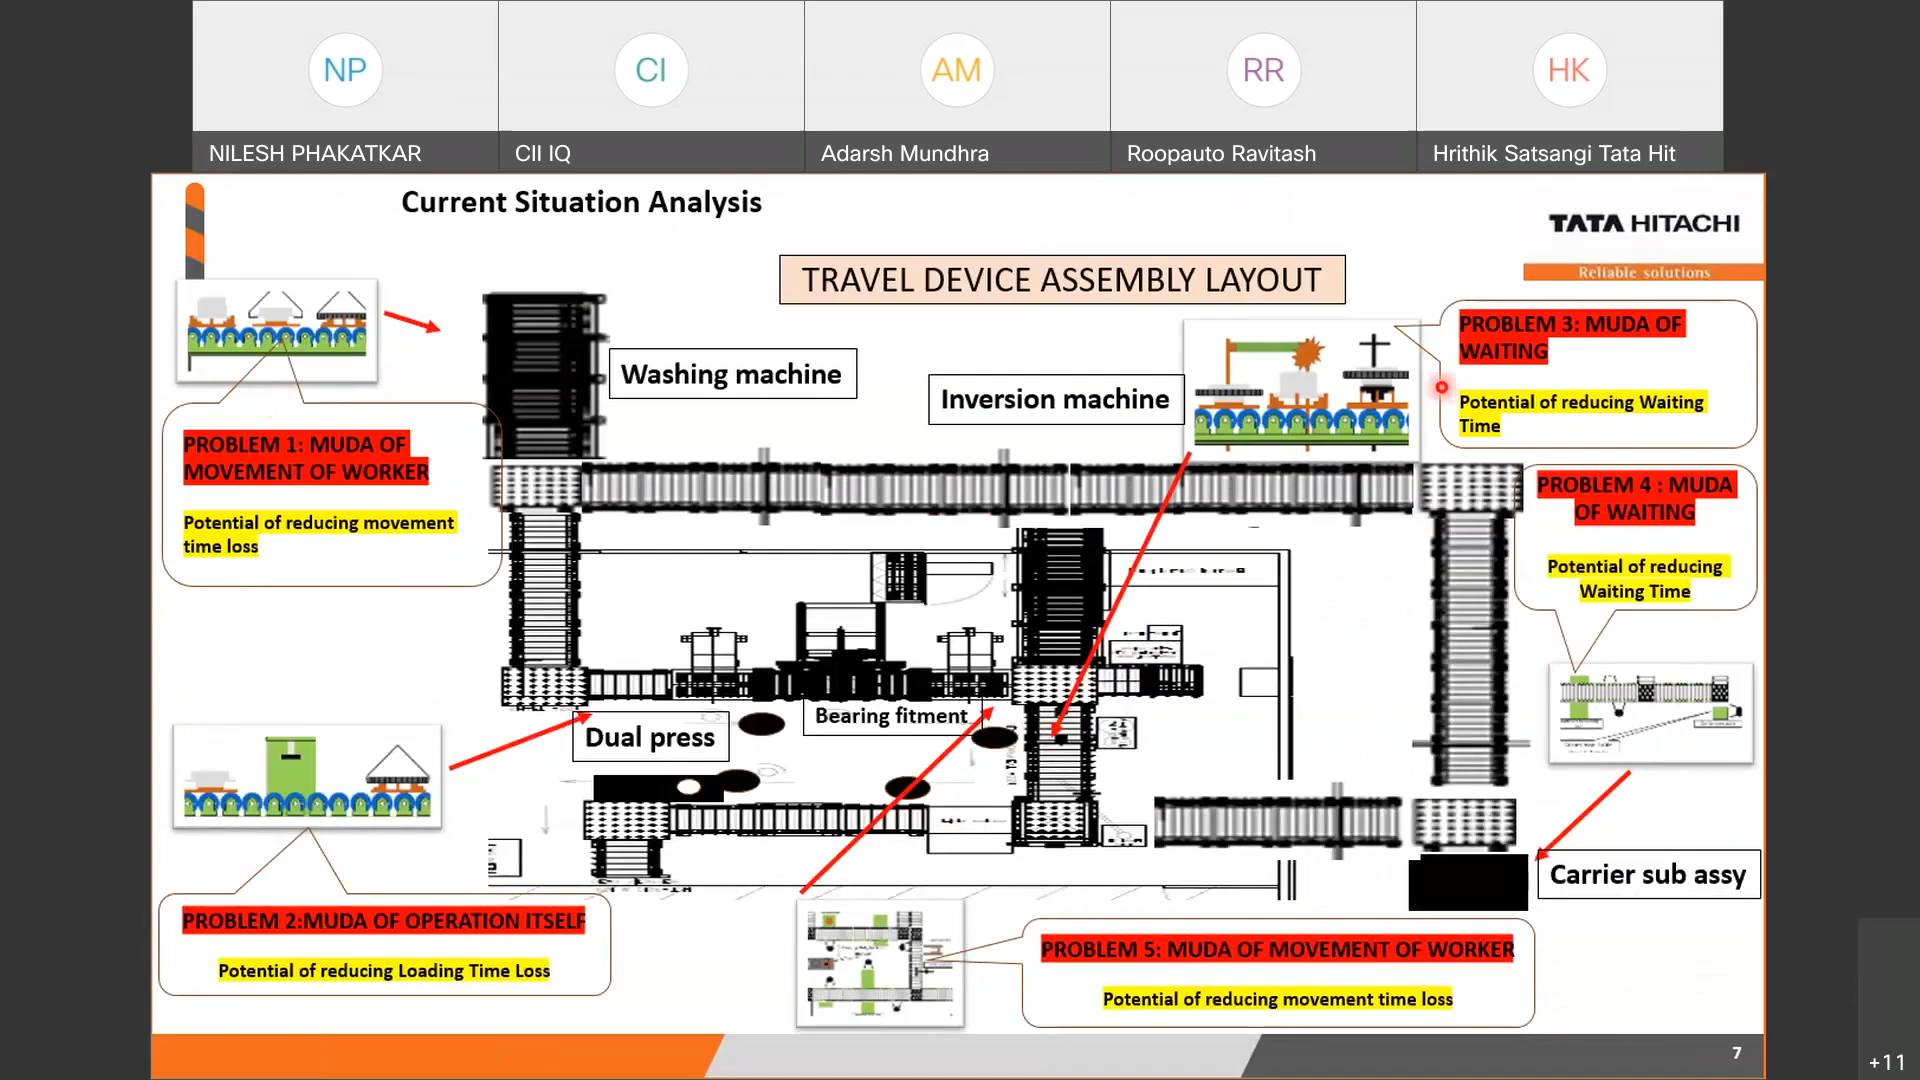 NP
CI
AM
RR
HK
NILESH PHAKATKAR
CII IQ
Adarsh Mundhra
Roopauto Ravitash
Hrithik Satsangi Tata Hit
Current Situation Analysis
TATA HITACHI
Reliable solutions
TRAVEL DEVICE ASSEMBLY LAYOUT
PROBLEM 3: MUDA OF
WAITING
Potential of reducing Waiting
Time
Washing machine
Inversion machine
PROBLEM 1: MUDA OF
MOVEMENT OF WORKER
Potential of reducing movement
time loss
PROBLEM 4 : MUDA
OF WAITING
Potential of reducing
Waiting Time
Bearing fitment
Dual press
Carrier sub assy
PROBLEM 2:MUDA OF OPERATION ITSELF
Potential of reducing Loading Time Loss
PROBLEM 5: MUDA OF MOVEMENT OF WORKER
Potential of reducing movement time loss
7
+11